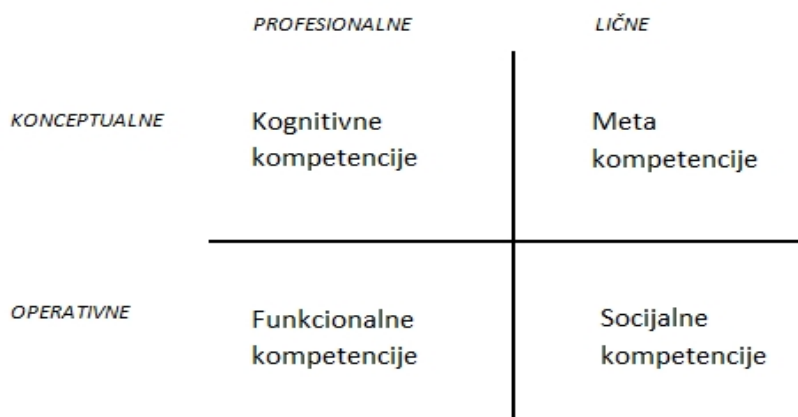 PROFESIONALNE LIČNE
KONCEPTUALNE
Kognitivne
kompetencije
Meta
kompetencije
OPERATIVNE
Funkcionalne
kompetencije
Socijalne
kompetencije